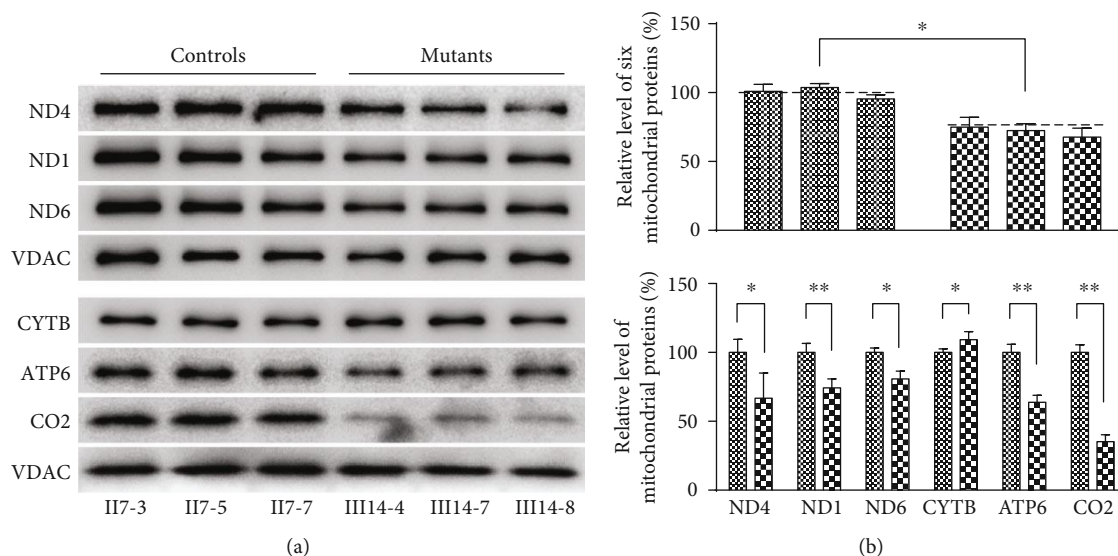 Controls Mutants
ND4
ND1
ND6
VDAC
CYTB
ATP6
CO2
VDAC
II7-3 II7-5 II7-7 III14-4 III14-7 III14-8
(a)
Relative level of six
mitochondrial proteins (%)
150
100
50
0
*
Relative level of
mitochondrial proteins (%)
150
100
50
0
* ** * * ** **
ND4 ND1 ND6 CYTB ATP6 CO2
(b)